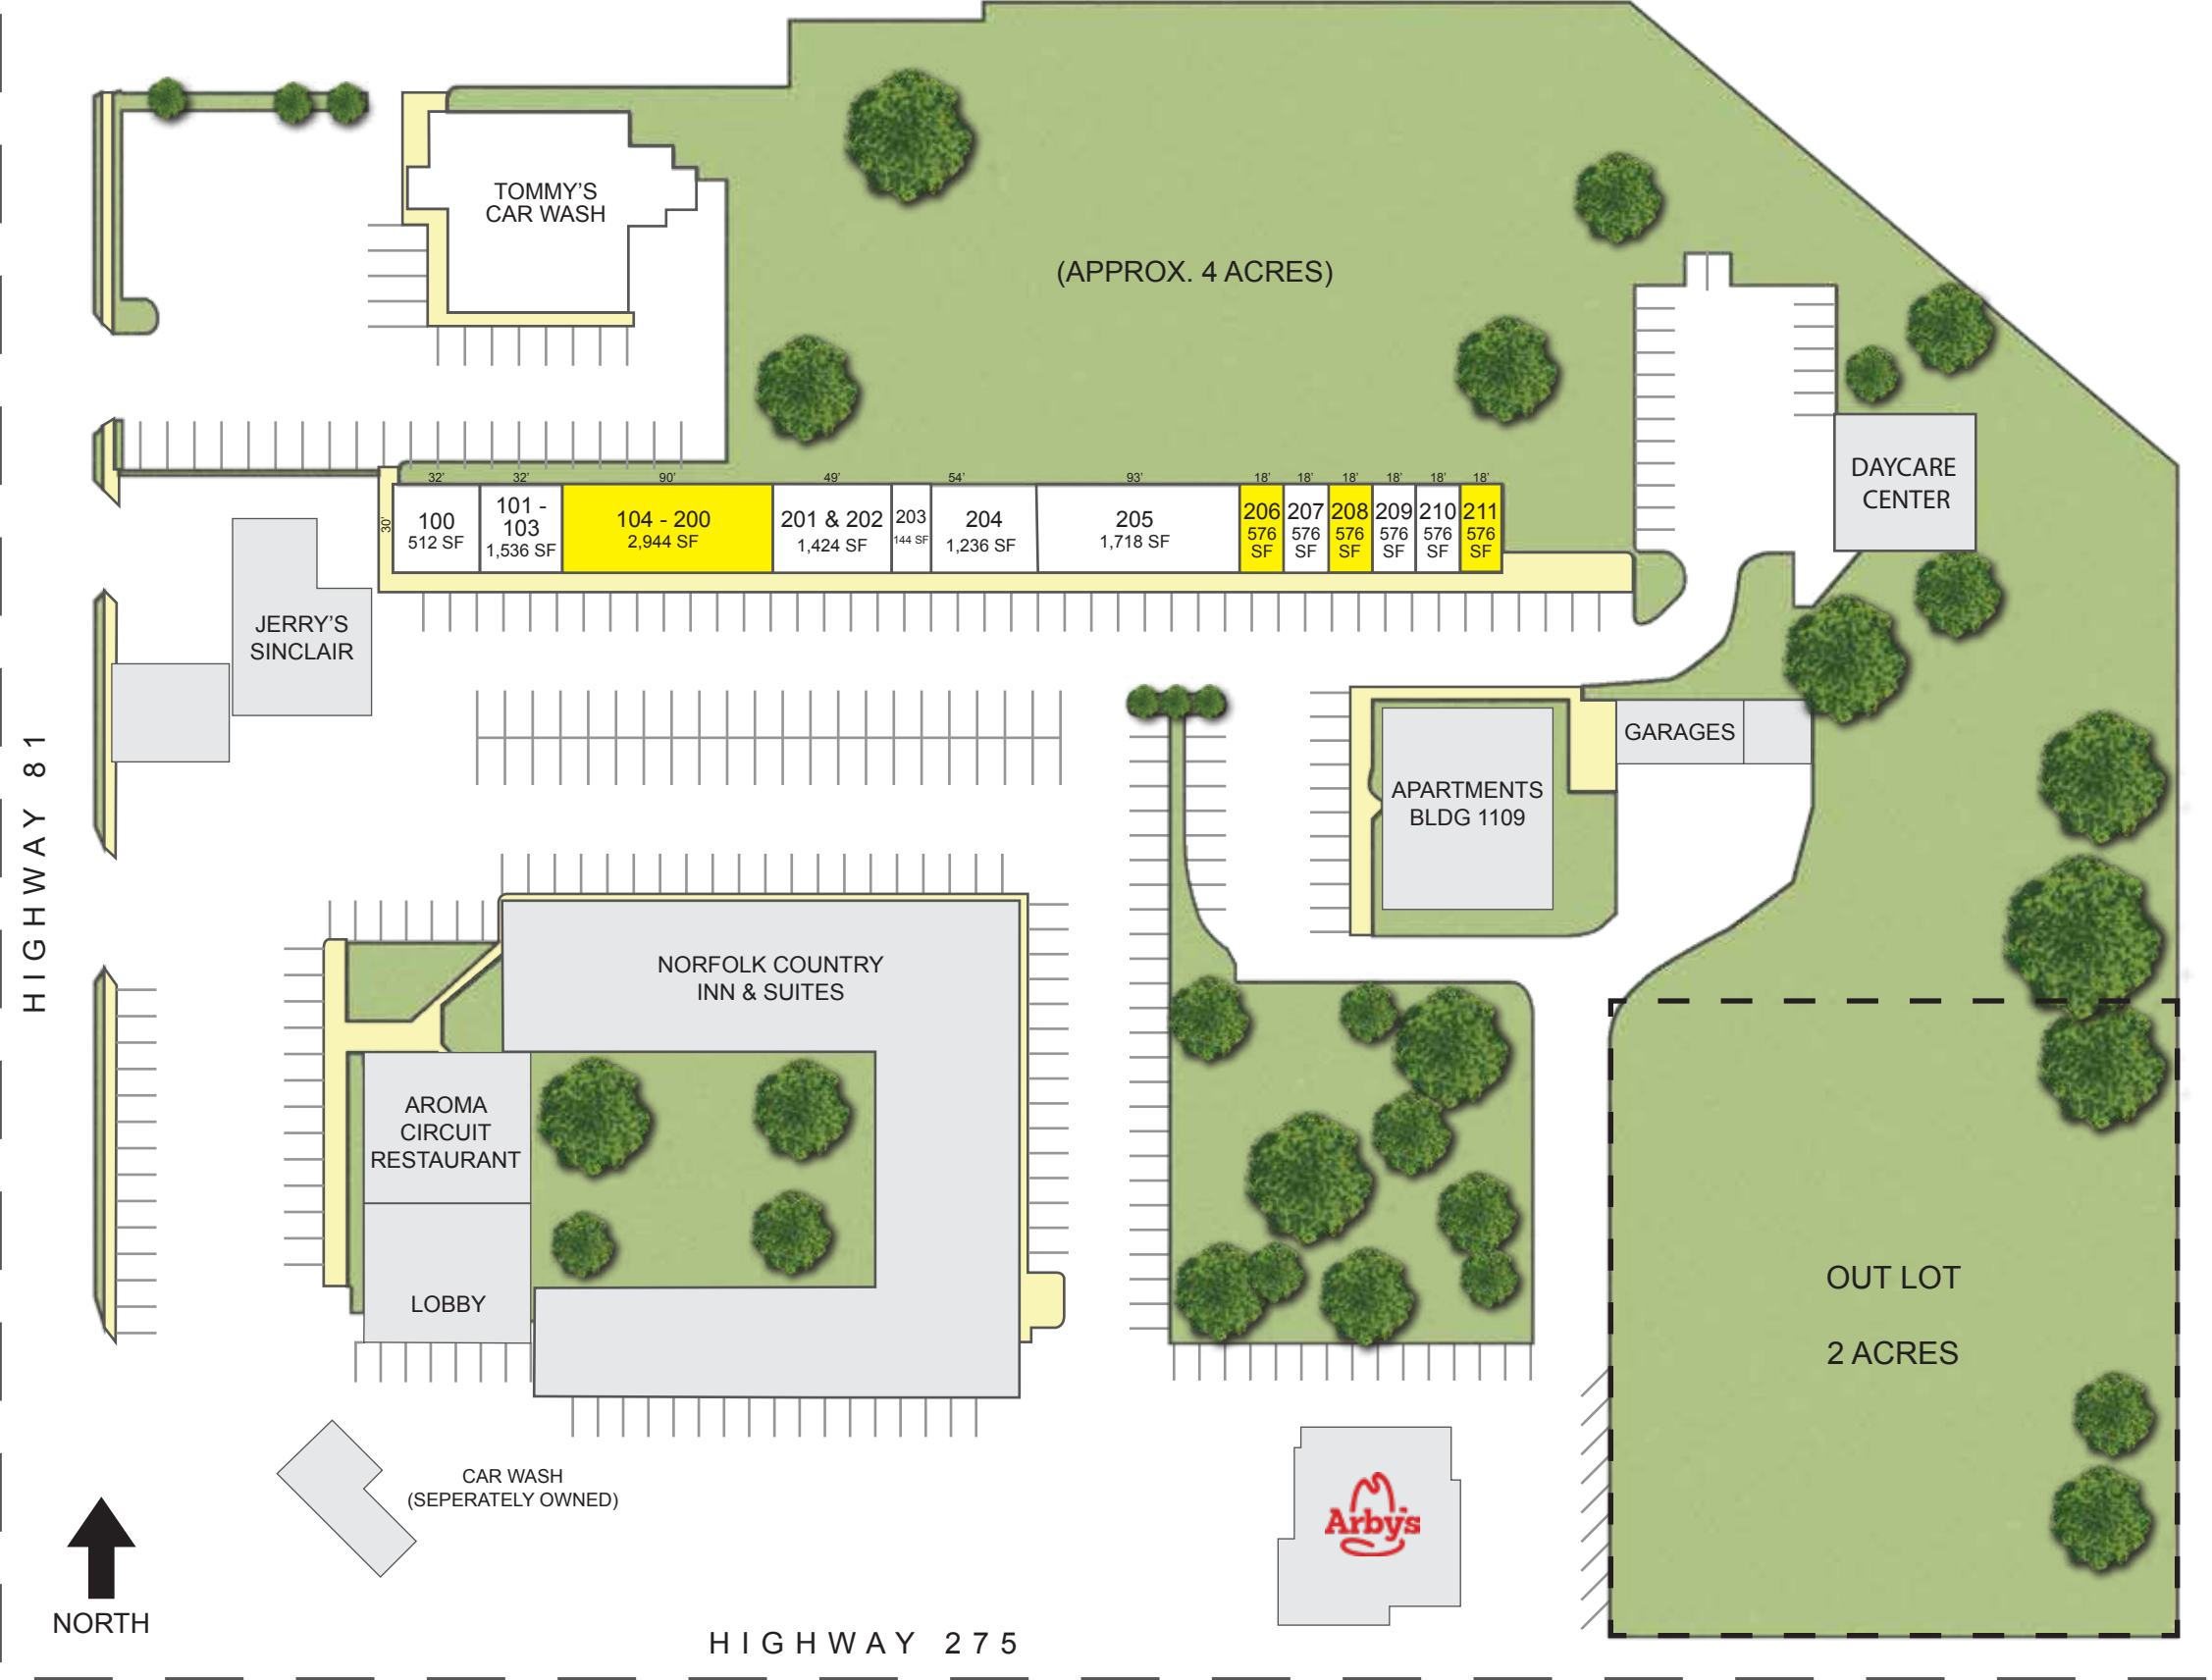 TOMMY'S
CAR WASH
(APPROX. 4 ACRES)
DAYCARE
CENTER
32'
32'
90'
49'
54'
93'
18'
18'
18'
18'
18'
18'
30'
100
512 SF
101 -
103
1,536 SF
104 - 200
2,944 SF
201 & 202
1,424 SF
203
144 SF
204
1,236 SF
205
1,718 SF
206
576
SF
207
576
SF
208
576
SF
209
576
SF
210
576
SF
211
576
SF
JERRY'S
SINCLAIR
HIGHWAY 81
GARAGES
APARTMENTS
BLDG 1109
NORFOLK COUNTRY
INN & SUITES
AROMA
CIRCUIT
RESTAURANT
LOBBY
OUT LOT
2 ACRES
CAR WASH
(SEPERATELY OWNED)
Arby's
NORTH
HIGHWAY 275